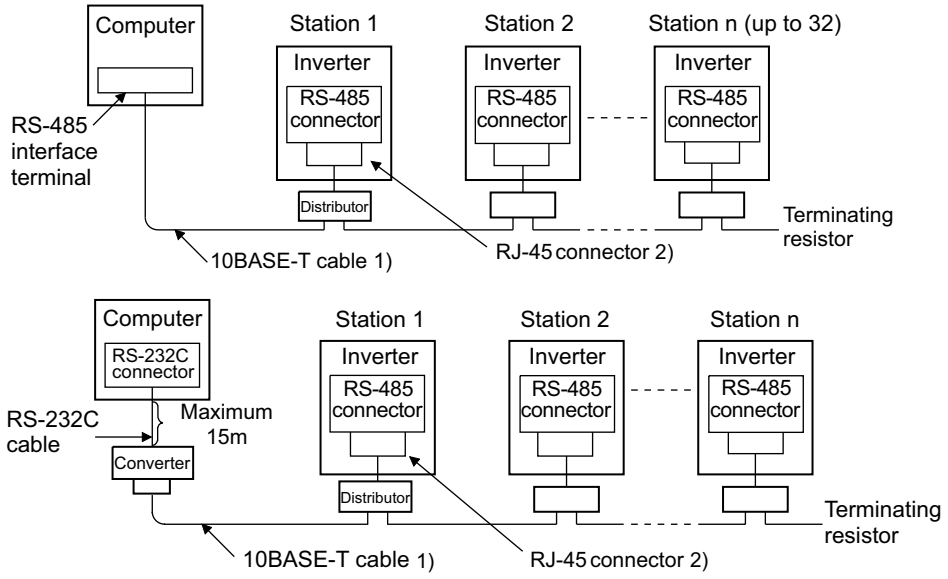 Computer
RS-485
interface
terminal
10BASE-T cable 1)
Station 1
Inverter
RS-485
connector
Distributor
RJ-45 connector 2)
Station 2
Inverter
RS-485
connector
Station n (up to 32)
Inverter
RS-485
connector
Terminating
resistor
Computer
RS-232C
connector
RS-232C
cable
Maximum
15m
Converter
10BASE-T cable 1)
Station 1
Inverter
RS-485
connector
Distributor
RJ-45 connector 2)
Station 2
Inverter
RS-485
connector
Station n
Inverter
RS-485
connector
Terminating
resistor